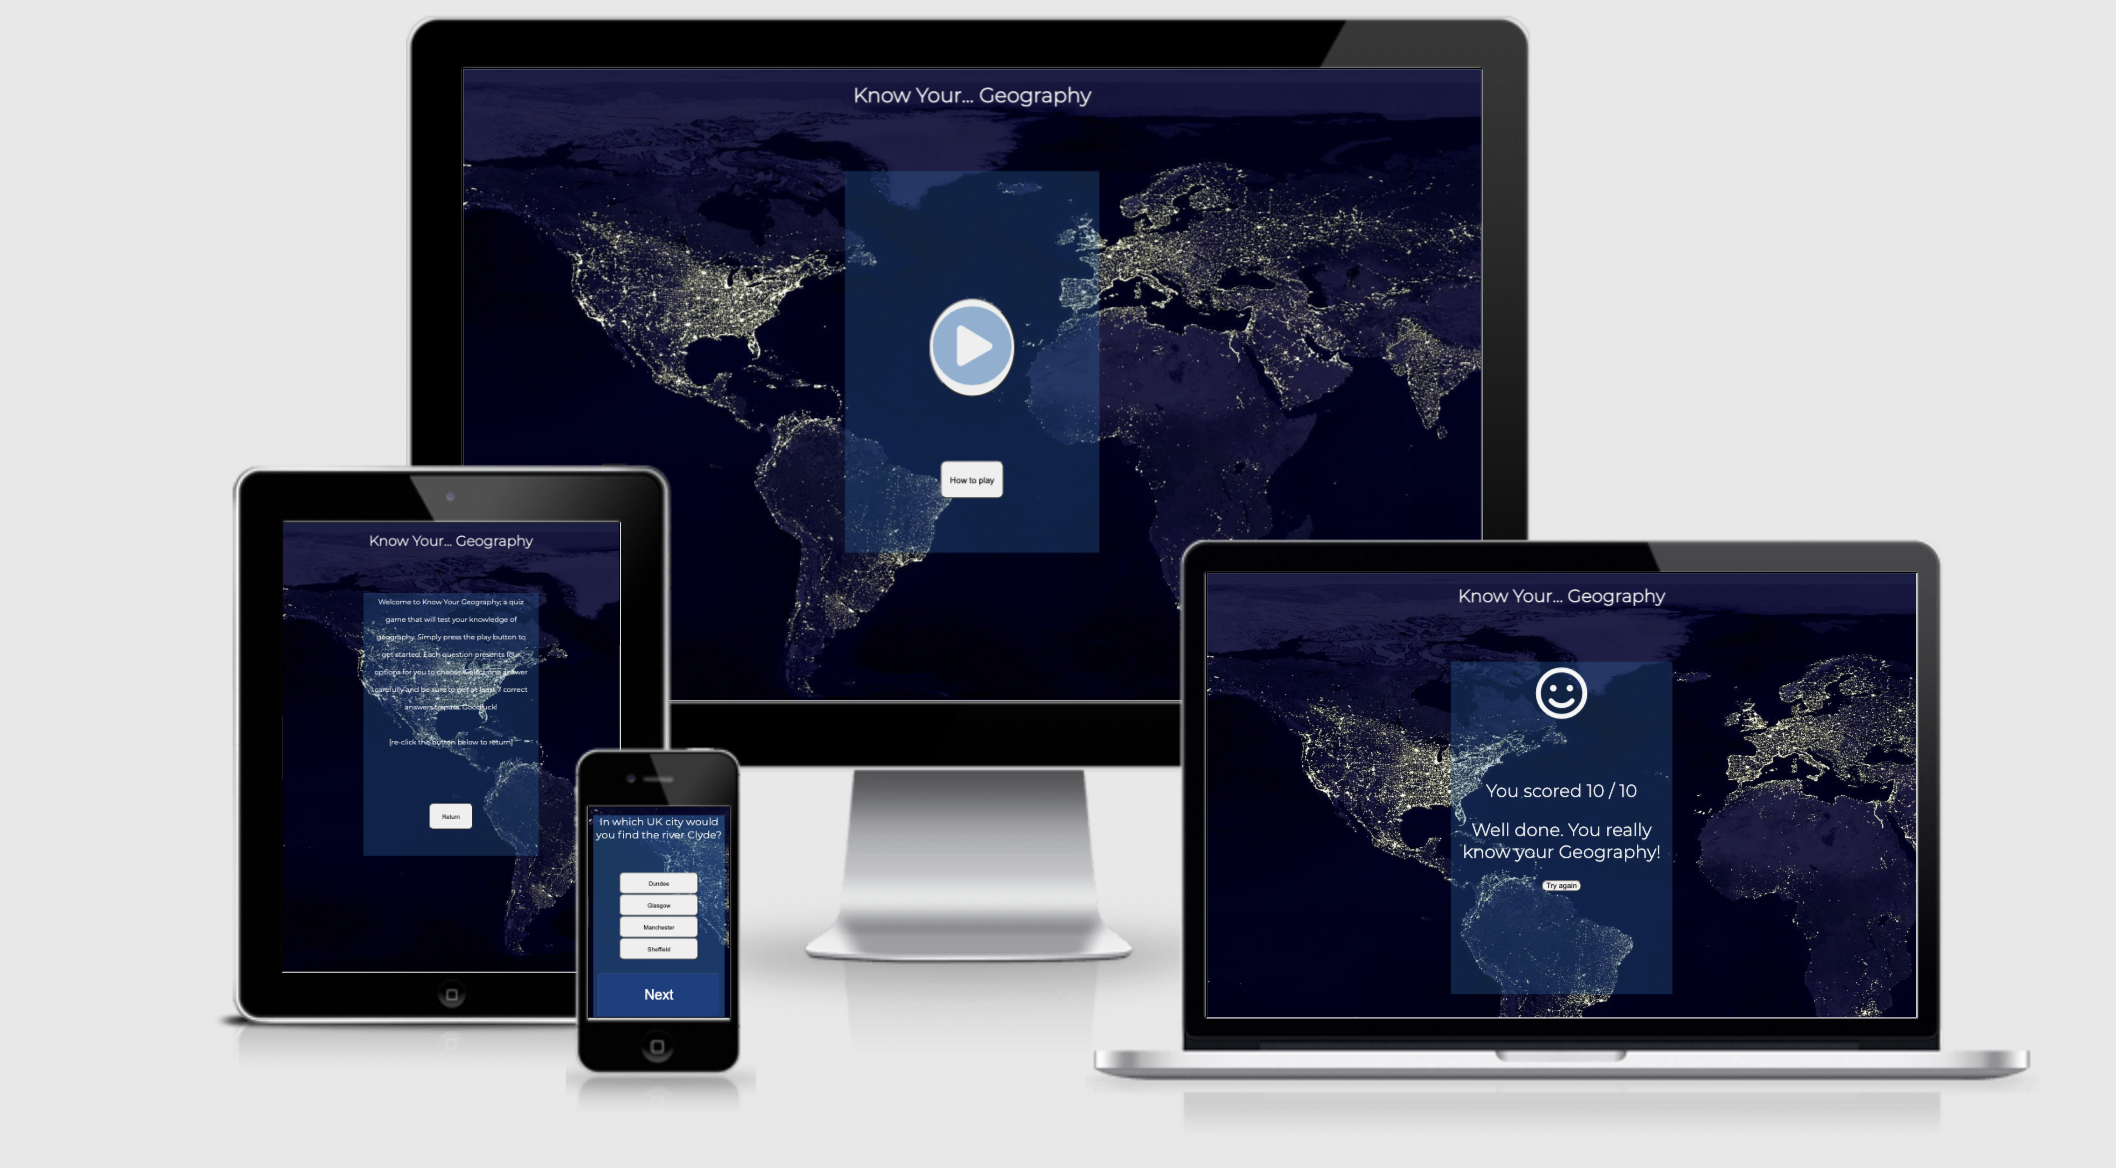 Know Your... Geography
How to play
Know Your... Geography
Welcome to Know Your Geography; a quiz
game that will test your knowledge of
geography. Simply press the play button to
get started. Each question presents four
options for you to choose. Select one answer
carefully and be sure to get at least 7 correct
answers to pass. Goodluck!
[re-click the button below to return]
Return
In which UK city would
you find the river Clyde?
Dundee
Glasgow
Manchester
Sheffield
Next
Know Your... Geography
You scored 10 / 10
Well done. You really
know your Geography!
Try again